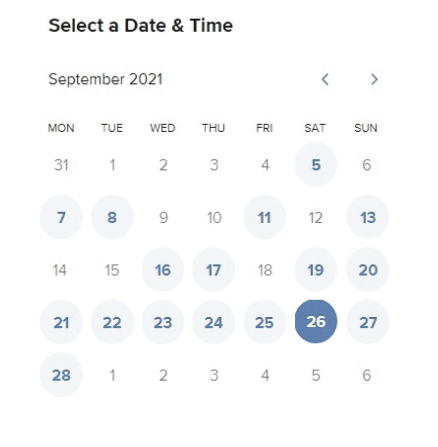 Select a Date & Time
September 2021
MON TUE WED THU FRI SAT SUN
31 1 2 3 4 5 6
7 8 9 10 11 12 13
14 15 16 17 18 19 20
21 22 23 24 25 26 27
28 1 2 3 4 5 6